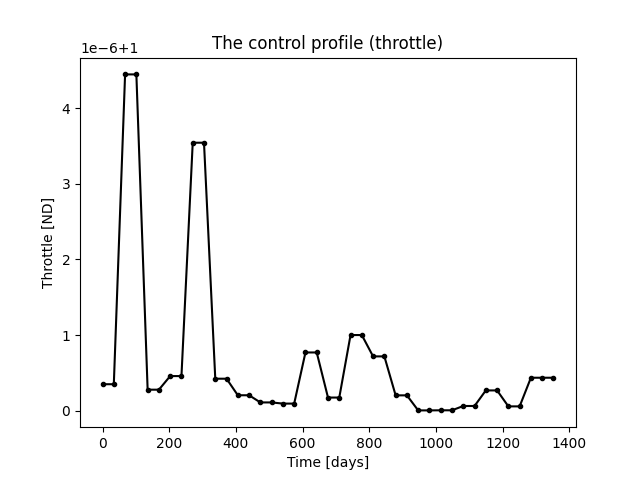 The control profile (throttle)
1e−6+1
4
3
2
1
0
Throttle [ND]
0 200 400 600 800 1000 1200 1400
Time [days]